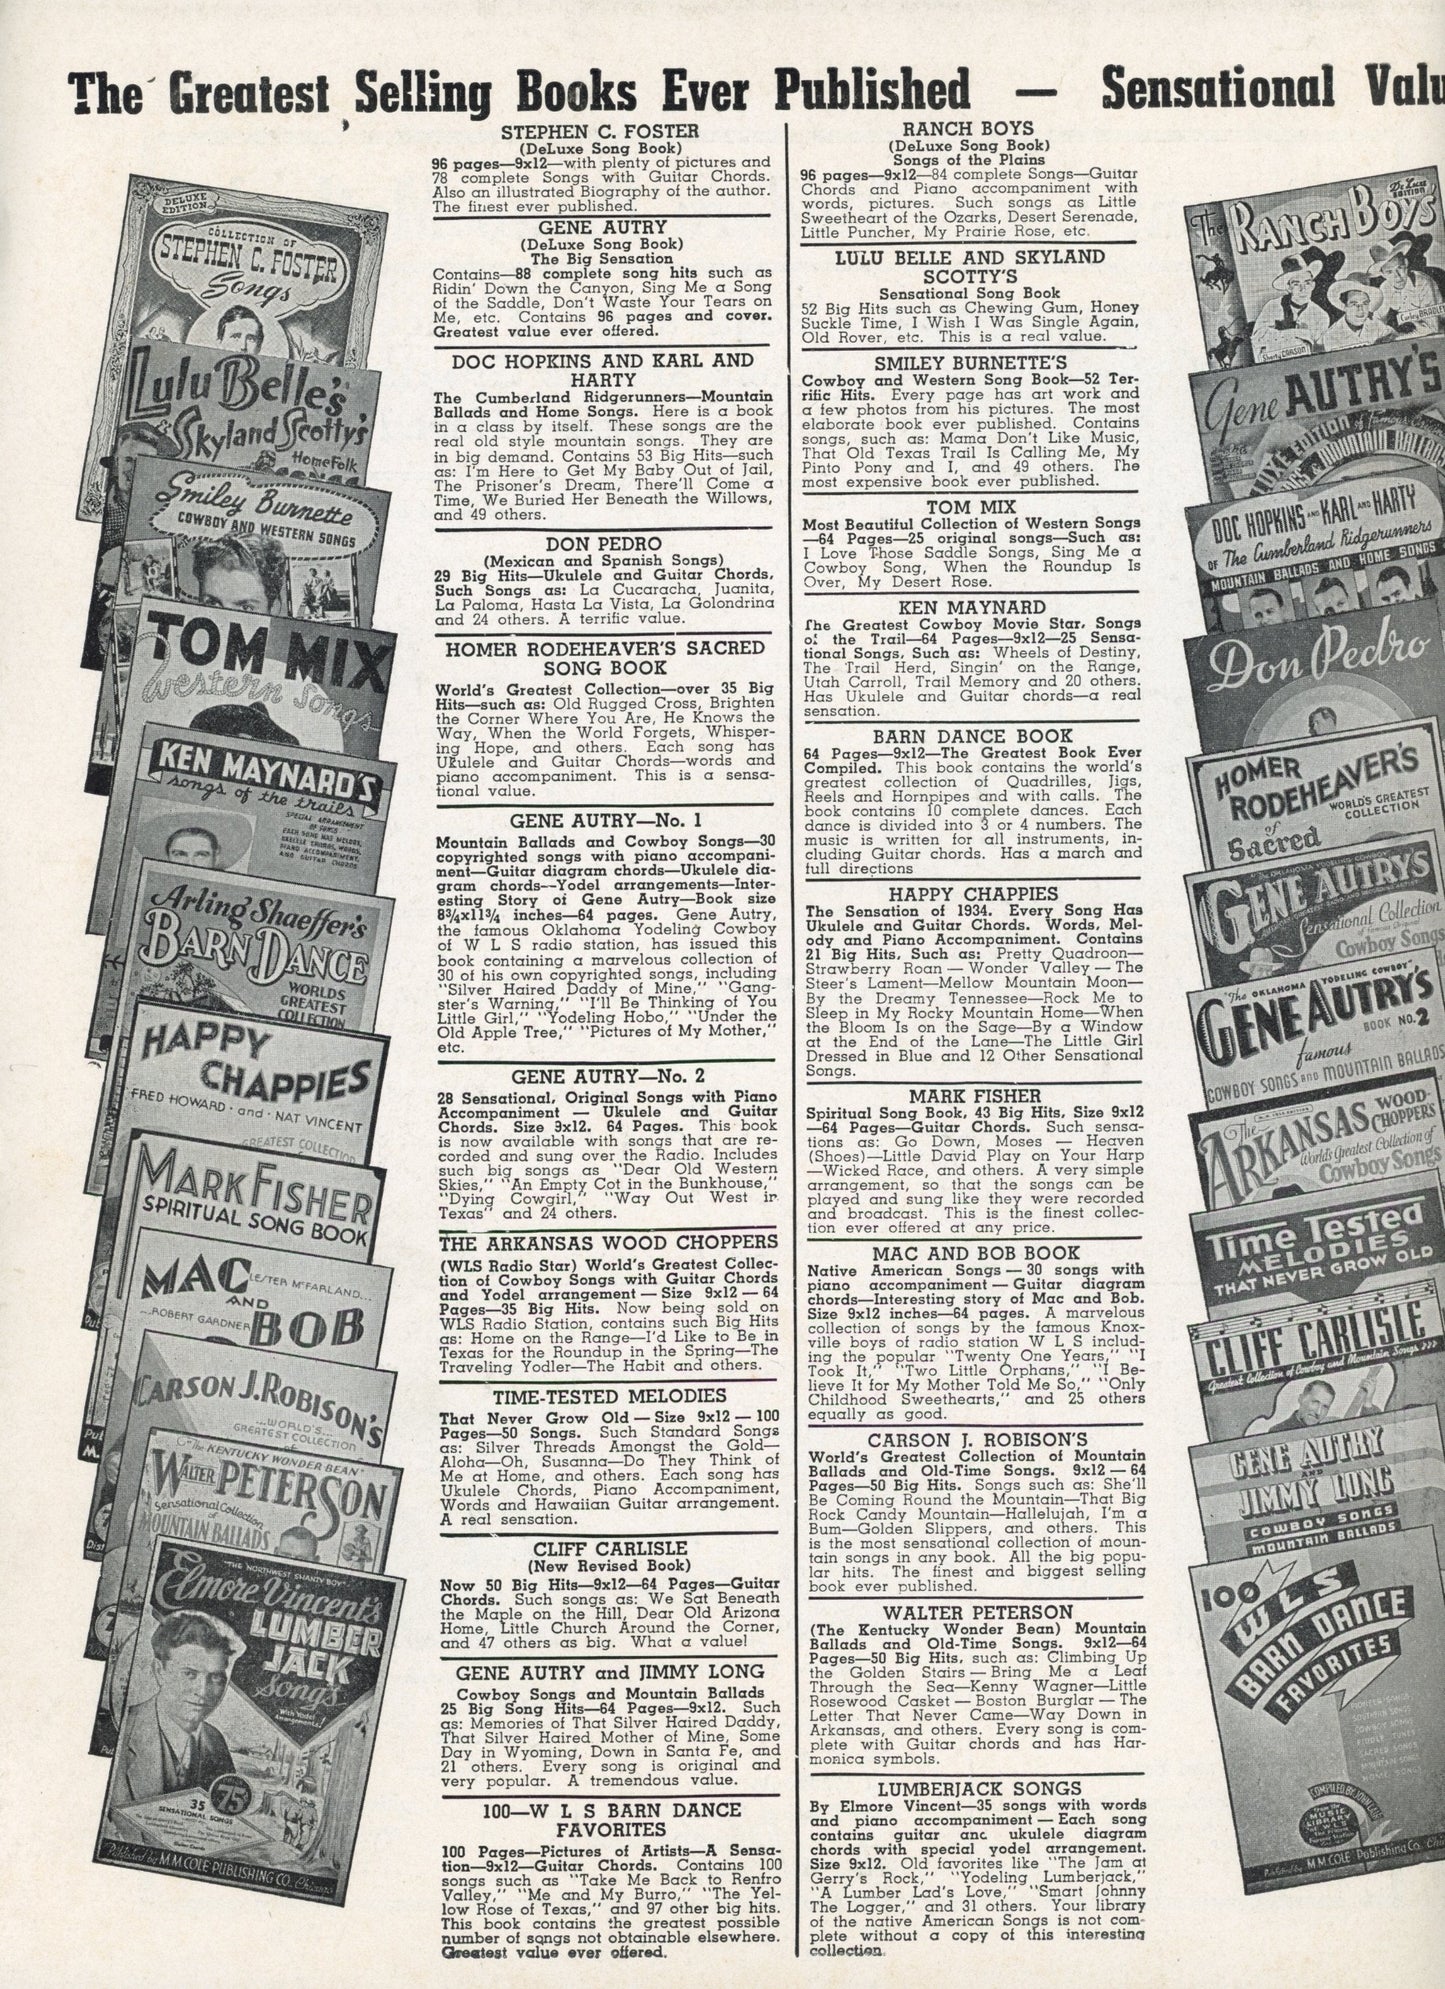 The Greatest Selling Books Ever Published — Sensational Valu
STEPHEN C. FOSTER
(DeLuxe Song Book)
96 pages—9x12—with plenty of pictures and
78 complete Songs with Guitar Chords.
Also an illustrated Biography of the author.
The finest ever published.
GENE AUTRY
(DeLuxe Song Book)
The Big Sensation
Contains—88 complete song hits such as
Ridin' Down the Canyon, Sing Me a Song
of the Saddle, Don't Waste Your Tears on
Me, etc. Contains 96 pages and cover.
Greatest value ever offered.
DOC HOPKINS AND KARL AND
HARTY
The Cumberland Ridgerunners—Mountain
Ballads and Home Songs. Here is a book
in a class by itself. These songs are the
real old style mountain songs. They are
in big demand. Contains 53 Big Hits—such
as: I'm Here to Get My Baby Out of Jail,
The Prisoner's Dream, There'll Come a
Time, We Buried Her Beneath the Willows,
and 49 others.
DON PEDRO
(Mexican and Spanish Songs)
29 Big Hits—Ukulele and Guitar Chords,
Such Songs as: La Cucaracha, Juanita,
La Paloma, Hasta La Vista, La Golondrina
and 24 others. A terrific value.
HOMER RODEHEAVER'S SACRED
SONG BOOK
World's Greatest Collection—over 35 Big
Hits—such as: Old Rugged Cross, Brighten
the Corner Where You Are, He Knows the
Way, When the World Forgets, Whisper-
ing Hope, and others. Each song has
Ukulele and Guitar Chords—words and
piano accompaniment. This is a sensa-
tional value.
GENE AUTRY—No. 1
Mountain Ballads and Cowboy Songs—30
copyrighted songs with piano accompani-
ment—Guitar diagram chords—Ukulele dia-
gram chords--Yodel arrangements—Inter-
esting Story of Gene Autry—Book size
8¾x11¾ inches—64 pages. Gene Autry,
the famous Oklahoma Yodeling Cowboy
of W L S radio station, has issued this
book containing a marvelous collection of
30 of his own copyrighted songs, including
"Silver Haired Daddy of Mine," "Gang-
ster's Warning," "I'll Be Thinking of You
Little Girl," "Yodeling Hobo," "Under the
Old Apple Tree," "Pictures of My Mother,"
etc.
GENE AUTRY—No. 2
28 Sensational, Original Songs with Piano
Accompaniment — Ukulele and Guitar
Chords. Size 9x12. 64 Pages. This book
is now available with songs that are re-
corded and sung over the Radio. Includes
such big songs as "Dear Old Western
Skies," "An Empty Cot in the Bunkhouse,"
"Dying Cowgirl," "Way Out West in
Texas" and 24 others.
THE ARKANSAS WOOD CHOPPERS
(WLS Radio Star) World's Greatest Collec-
tion of Cowboy Songs with Guitar Chords
and Yodel arrangement—Size 9x12—64
Pages—35 Big Hits. Now being sold on
WLS Radio Station, contains such Big Hits
as: Home on the Range—I'd Like to Be in
Texas for the Roundup in the Spring—The
Traveling Yodler—The Habit and others.
TIME-TESTED MELODIES
That Never Grow Old — Size 9x12 — 100
Pages—50 Songs. Such Standard Songs
as: Silver Threads Amongst the Gold—
Aloha—Oh, Susanna—Do They Think of
Me at Home, and others. Each song has
Ukulele Chords, Piano Accompaniment,
Words and Hawaiian Guitar arrangement.
A real sensation.
CLIFF CARLISLE
(New Revised Book)
Now 50 Big Hits—9x12—64 Pages—Guitar
Chords. Such songs as: We Sat Beneath
the Maple on the Hill, Dear Old Arizona
Home, Little Church Around the Corner,
and 47 others as big. What a value!
GENE AUTRY and JIMMY LONG
Cowboy Songs and Mountain Ballads
25 Big Song Hits—64 Pages—9x12. Such
as: Memories of That Silver Haired Daddy,
That Silver Haired Mother of Mine, Some
Day in Wyoming, Down in Santa Fe, and
21 others. Every song is original and
very popular. A tremendous value.
100—W L S BARN DANCE
FAVORITES
100 Pages—Pictures of Artists—A Sensa-
tion—9x12—Guitar Chords. Contains 100
songs such as "Take Me Back to Renfro
Valley," "Me and My Burro," "The Yel-
low Rose of Texas," and 97 other big hits.
This book contains the greatest possible
number of songs not obtainable elsewhere.
Greatest value ever offered.
RANCH BOYS
(DeLuxe Song Book)
Songs of the Plains
96 pages—9x12—84 complete Songs—Guitar
Chords and Piano accompaniment with
words, pictures. Such songs as Little
Sweetheart of the Ozarks, Desert Serenade,
Little Puncher, My Prairie Rose, etc.
LULU BELLE AND SKYLAND
SCOTTY'S
Sensational Song Book
52 Big Hits such as Chewing Gum, Honey
Suckle Time, I Wish I Was Single Again,
Old Rover, etc. This is a real value.
SMILEY BURNETTE'S
Cowboy and Western Song Book—52 Ter-
rific Hits. Every page has art work and
a few photos from his pictures. The most
elaborate book ever published. Contains
songs, such as: Mama Don't Like Music,
That Old Texas Trail Is Calling Me, My
Pinto Pony and I, and 49 others. The
most expensive book ever published.
TOM MIX
Most Beautiful Collection of Western Songs
—64 Pages—25 original songs—Such as:
I Love Those Saddle Songs, Sing Me a
Cowboy Song, When the Roundup Is
Over, My Desert Rose.
KEN MAYNARD
The Greatest Cowboy Movie Star, Songs
of the Trail—64 Pages—9x12—25 Sensa-
tional Songs, Such as: Wheels of Destiny,
The Trail Herd, Singin' on the Range,
Utah Carroll, Trail Memory and 20 others.
Has Ukulele and Guitar chords—a real
sensation.
BARN DANCE BOOK
64 Pages—9x12—The Greatest Book Ever
Compiled. This book contains the world's
greatest collection of Quadrilles, Jigs,
Reels and Hornpipes and with calls. The
book contains 10 complete dances. Each
dance is divided into 3 or 4 numbers. The
music is written for all instruments, in-
cluding Guitar chords. Has a march and
full directions
HAPPY CHAPPIES
The Sensation of 1934. Every Song Has
Ukulele and Guitar Chords. Words, Mel-
ody and Piano Accompaniment. Contains
21 Big Hits, Such as: Pretty Quadroon—
Strawberry Roan — Wonder Valley — The
Steer's Lament—Mellow Mountain Moon—
By the Dreamy Tennessee—Rock Me to
Sleep in My Rocky Mountain Home—When
the Bloom Is on the Sage—By a Window
at the End of the Lane—The Little Girl
Dressed in Blue and 12 Other Sensational
Songs.
MARK FISHER
Spiritual Song Book, 43 Big Hits, Size 9x12
—64 Pages—Guitar Chords. Such sensa-
tions as: Go Down, Moses — Heaven
(Shoes)—Little David Play on Your Harp
—Wicked Race, and others. A very simple
arrangement, so that the songs can be
played and sung like they were recorded
and broadcast. This is the finest collec-
tion ever offered at any price.
MAC AND BOB BOOK
Native American Songs — 30 songs with
piano accompaniment — Guitar diagram
chords—Interesting story of Mac and Bob.
Size 9x12 inches—64 pages. A marvelous
collection of songs by the famous Knox-
ville boys of radio station W L S includ-
ing the popular "Twenty One Years," "I
Took It," "Two Little Orphans," "I Be-
lieve It for My Mother Told Me So," "Only
Childhood Sweethearts," and 25 others
equally as good.
CARSON J. ROBISON'S
World's Greatest Collection of Mountain
Ballads and Old-Time Songs. 9x12 — 64
Pages—50 Big Hits. Songs such as: She'll
Be Coming Round the Mountain—That Big
Rock Candy Mountain—Hallelujah, I'm a
Bum—Golden Slippers, and others. This
is the most sensational collection of moun-
tain songs in any book. All the big popu-
lar hits. The finest and biggest selling
book ever published.
WALTER PETERSON
(The Kentucky Wonder Bean) Mountain
Ballads and Old-Time Songs. 9x12—64
Pages—50 Big Hits, such as: Climbing Up
the Golden Stairs — Bring Me a Leaf
Through the Sea—Kenny Wagner—Little
Rosewood Casket — Boston Burglar — The
Letter That Never Came—Way Down in
Arkansas, and others. Every song is com-
plete with Guitar chords and has Har-
monica symbols.
LUMBERJACK SONGS
By Elmore Vincent—35 songs with words
and piano accompaniment — Each song
contains guitar and ukulele diagram
chords with special yodel arrangement.
Size 9x12. Old favorites like "The Jam at
Gerry's Rock," "Yodeling Lumberjack,"
"A Lumber Lad's Love," "Smart Johnny
The Logger," and 31 others. Your library
of the native American Songs is not com-
plete without a copy of this interesting
collection.
DELUXE
EDITION
COLLECTION OF
STEPHEN C. FOSTER
Songs
Lulu Belle's
& Skyland Scotty's
Home Folk
Smiley Burnette
COWBOY AND WESTERN SONGS
TOM MIX
Western Songs
KEN MAYNARD'S
songs of the trails
SPECIAL ARRANGEMENT
OF SONGS
EACH SONG HAS MELODY,
UKELELE CHORDS, WORDS,
PIANO ACCOMPANIMENT,
AND GUITAR CHORDS
Arling Shaeffer's
BARN DANCE
WORLDS
GREATEST
COLLECTION
HAPPY
CHAPPIES
FRED HOWARD · and · NAT VINCENT
GREATEST COLLECTION
MARK FISHER
SPIRITUAL SONG BOOK
MAC
LESTER McFARLAND...
AND
...ROBERT GARDNER
BOB
CARSON J. ROBISON'S
...WORLD'S...
GREATEST COLLECTION
The "KENTUCKY WONDER BEAN"
WALTER PETERSON
Sensational Collection
of
MOUNTAIN BALLADS
"THE NORTHWEST SHANTY BOY"
Elmore Vincent's
LUMBER
JACK
Songs
With Yodel
Arrangements!
35
SENSATIONAL SONGS
75¢
Published by M.M. COLE PUBLISHING CO. Chicago
The
De Luxe
EDITION
RANCH BOYS
Shorty CARSON
Curley BRADLEY
Gene AUTRY'S
DOC HOPKINS AND KARL AND HARTY
OF The Cumberland Ridgerunners
MOUNTAIN BALLADS AND HOME SONGS
Don Pedro
HOMER
RODEHEAVER'S
WORLD'S GREATEST
COLLECTION
of
Sacred
GENE AUTRYS
Sensational Collection
Cowboy Songs
"The OKLAHOMA YODELING COWBOY"
GENE AUTRY'S
BOOK NO. 2
famous
COWBOY SONGS AND MOUNTAIN BALLADS
The
ARKANSAS WOOD-
CHOPPERS
Worlds Greatest Collection of
Cowboy Songs
Time Tested
MELODIES
THAT NEVER GROW OLD
CLIFF CARLISLE
Greatest Collection of Cowboy and Mountain Songs
GENE AUTRY
AND
JIMMY LONG
COWBOY SONGS
MOUNTAIN BALLADS
100
WLS
BARN DANCE
FAVORITES
Published by M.M COLE Publishing Co. Chi